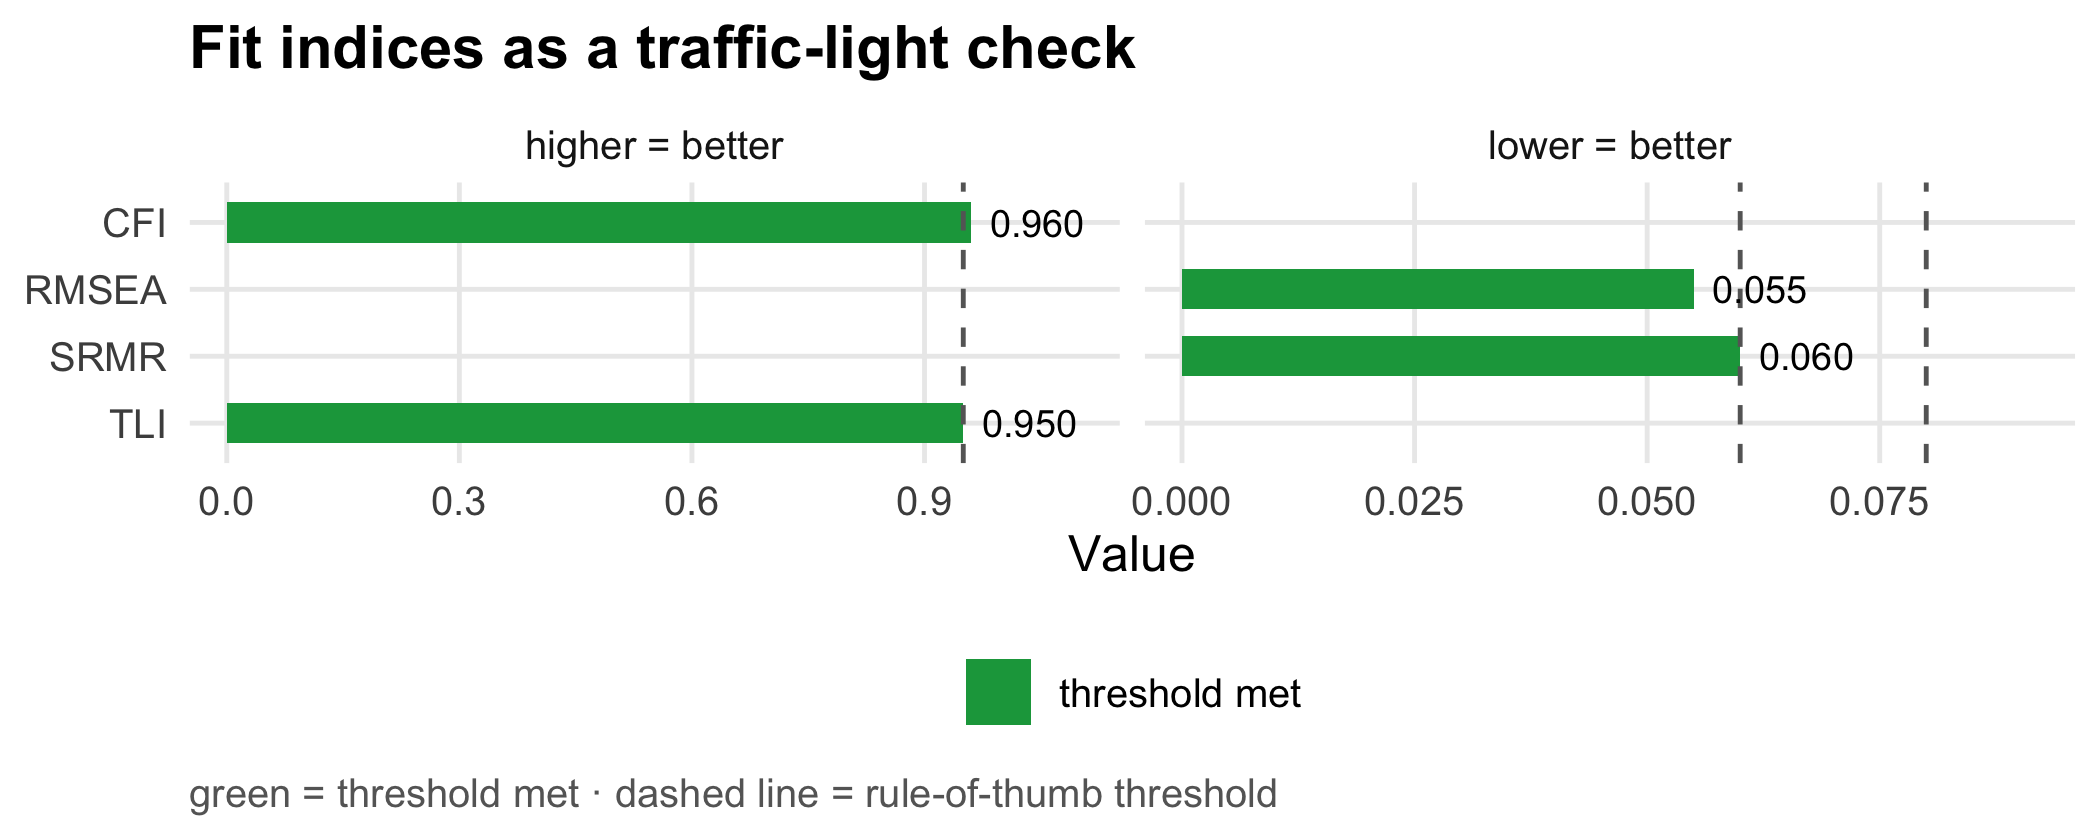 Fit indices as a traffic-light check
higher = better
lower = better
CFI
0.960
RMSEA
0.055
SRMR
0.060
TLI
0.950
0.0 0.3 0.6 0.9
0.000 0.025 0.050 0.075
Value
threshold met
green = threshold met · dashed line = rule-of-thumb threshold